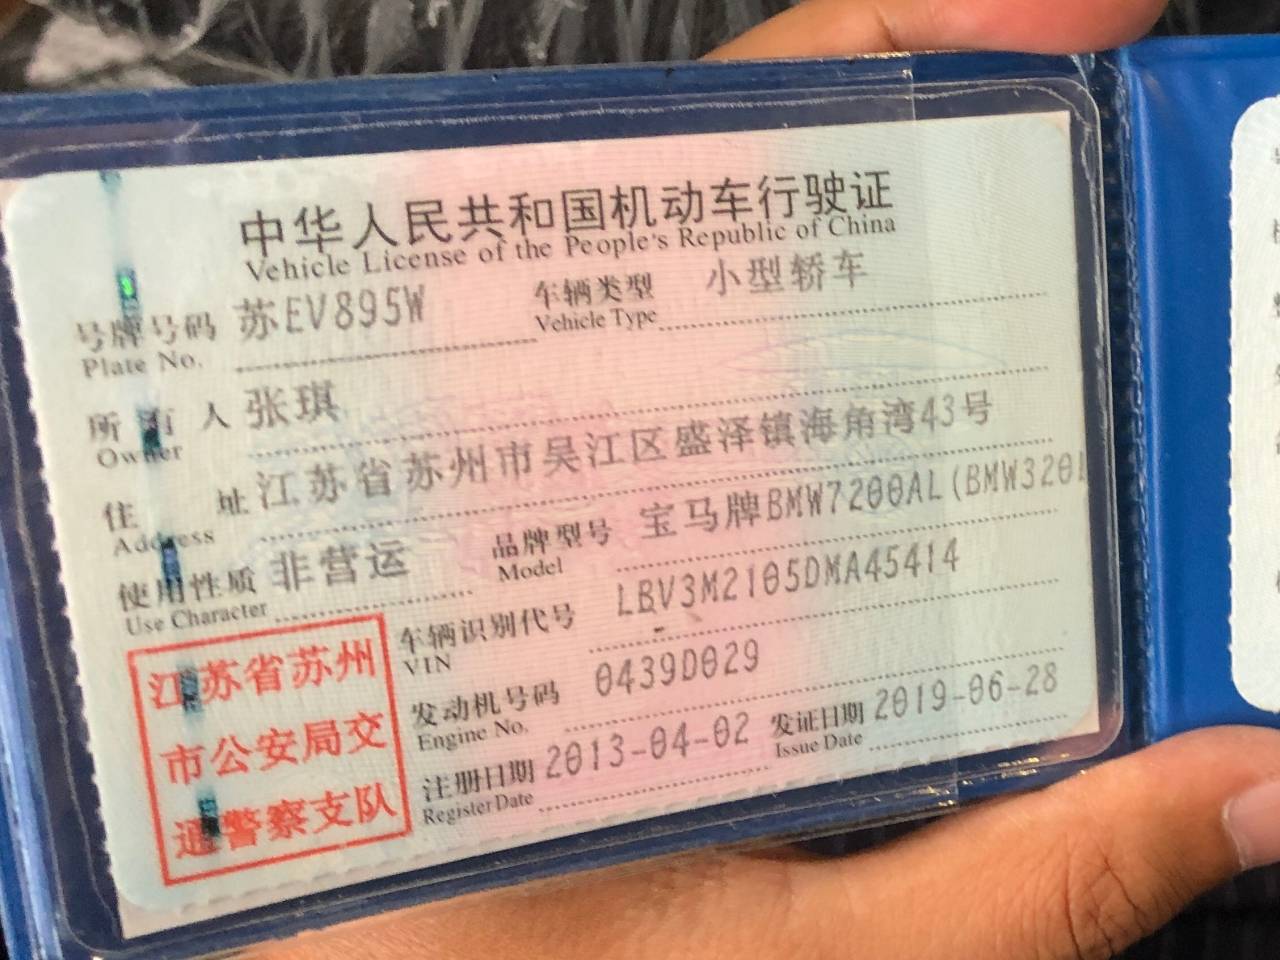 中华人民共和国机动车行驶证
Vehicle License of the People's Republic of China
号牌号码 苏EV895W 车辆类型 小型轿车
Plate No. Vehicle Type
所有人 张琪
Owner
住址 江苏省苏州市吴江区盛泽镇海角湾43号
Address
使用性质 非营运 品牌型号 宝马牌BMW7200AL(BMW320
Use Character Model
车辆识别代号 LBV3M2105DMA45414
VIN
发动机号码 0439D029
Engine No.
注册日期 2013-04-02 发证日期 2019-06-28
Register Date Issue Date
江苏省苏州
市公安局交
通警察支队